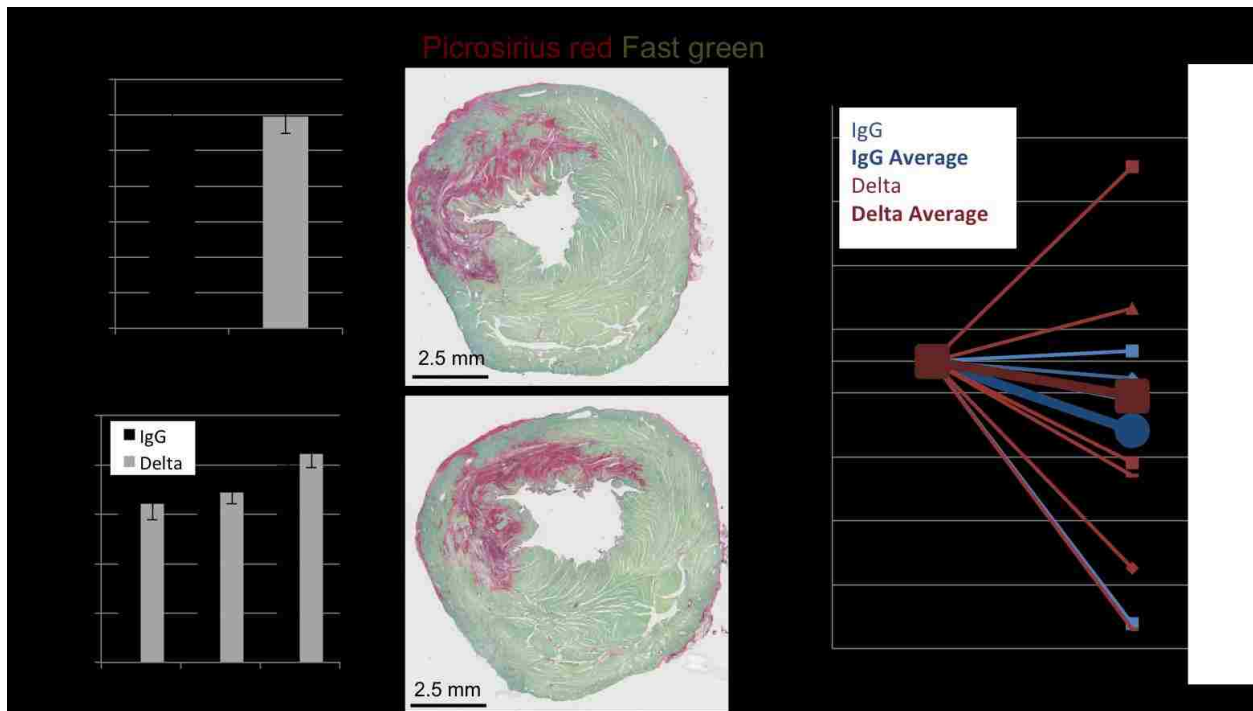 Picrosirius red Fast green
2.5 mm
IgG
Delta
2.5 mm
IgG
IgG Average
Delta
Delta Average